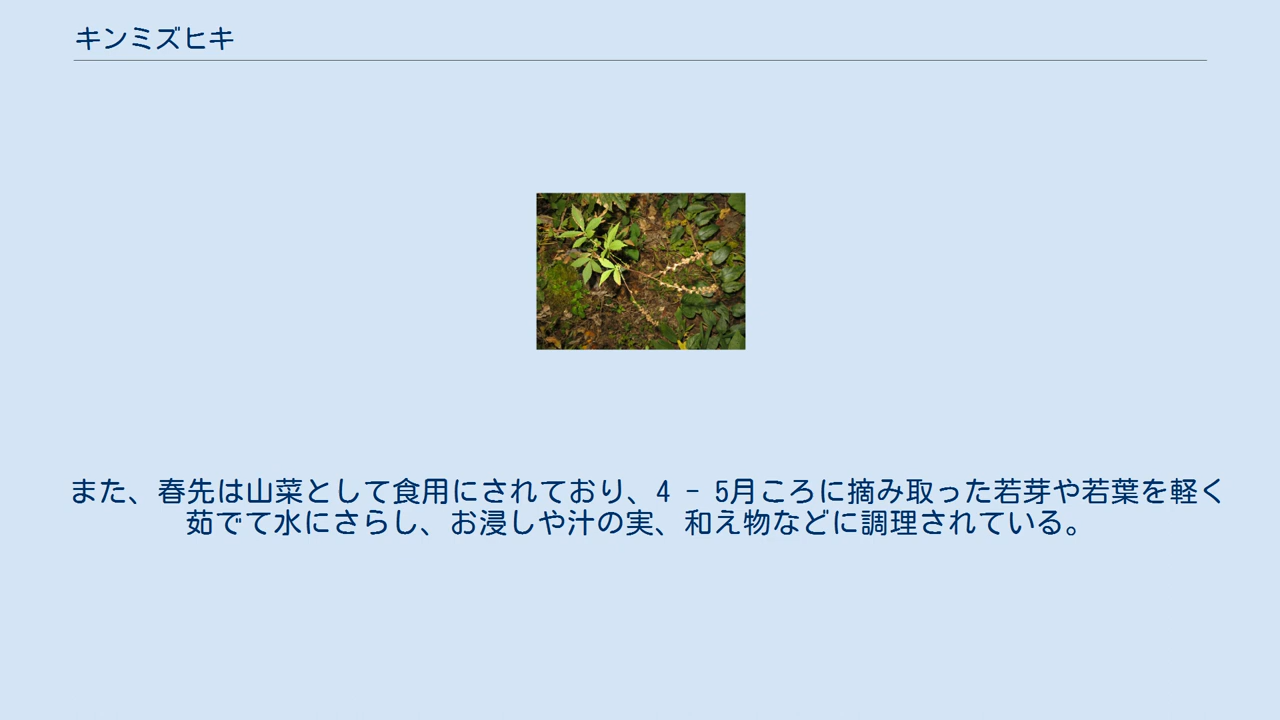 キンミズヒキ
また、春先は山菜として食用にされており、4 - 5月ころに摘み取った若芽や若葉を軽く
茹でて水にさらし、お浸しや汁の実、和え物などに調理されている。